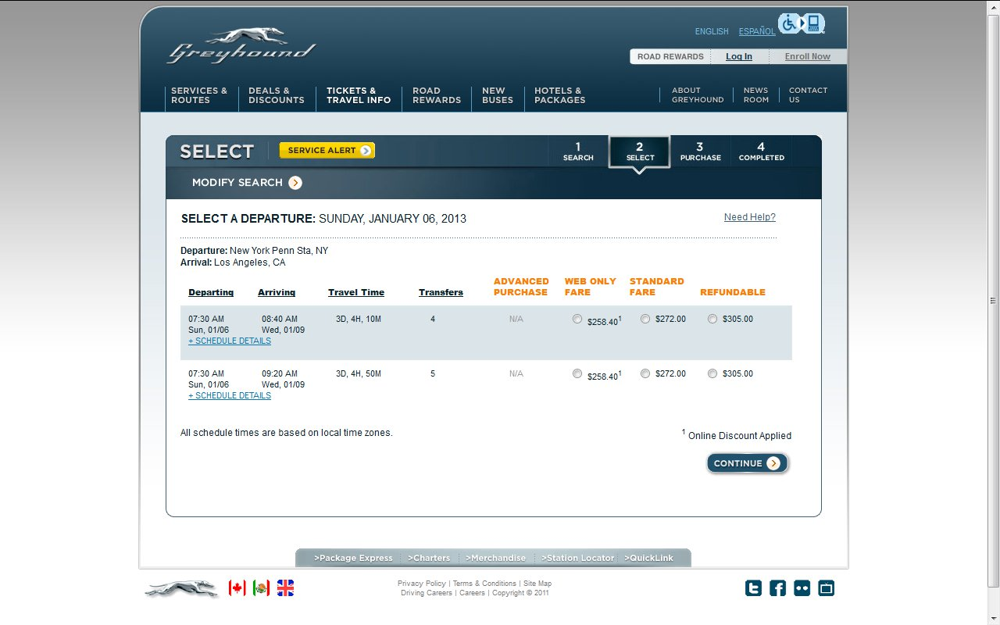 Greyhound
ENGLISH ESPAÑOL
ROAD REWARDS Log In Enroll Now
SERVICES & ROUTES
DEALS & DISCOUNTS
TICKETS & TRAVEL INFO
ROAD REWARDS
NEW BUSES
HOTELS & PACKAGES
ABOUT GREYHOUND
NEWS ROOM
CONTACT US
SELECT SERVICE ALERT
1 SEARCH
2 SELECT
3 PURCHASE
4 COMPLETED
MODIFY SEARCH
SELECT A DEPARTURE: SUNDAY, JANUARY 06, 2013 Need Help?
Departure: New York Penn Sta, NY
Arrival: Los Angeles, CA
Departing Arriving Travel Time Transfers ADVANCED PURCHASE WEB ONLY FARE STANDARD FARE REFUNDABLE
07:30 AM 08:40 AM 3D, 4H, 10M 4 N/A $258.40¹ $272.00 $305.00
Sun, 01/06 Wed, 01/09
+ SCHEDULE DETAILS
07:30 AM 09:20 AM 3D, 4H, 50M 5 N/A $258.40¹ $272.00 $305.00
Sun, 01/06 Wed, 01/09
+ SCHEDULE DETAILS
All schedule times are based on local time zones. ¹ Online Discount Applied
CONTINUE
>Package Express >Charters >Merchandise >Station Locator >QuickLink
Privacy Policy | Terms & Conditions | Site Map
Driving Careers | Careers | Copyright © 2011